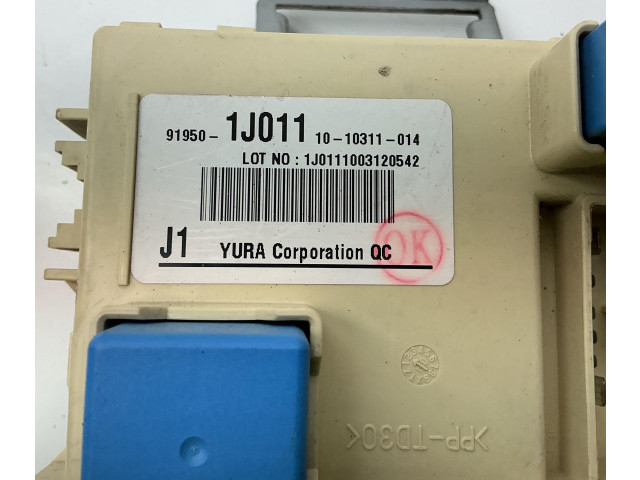 91950- 1J011 10-10311-014
LOT NO : 1J0111003120542
J1 YURA Corporation QC
OK
>PP-TD30<